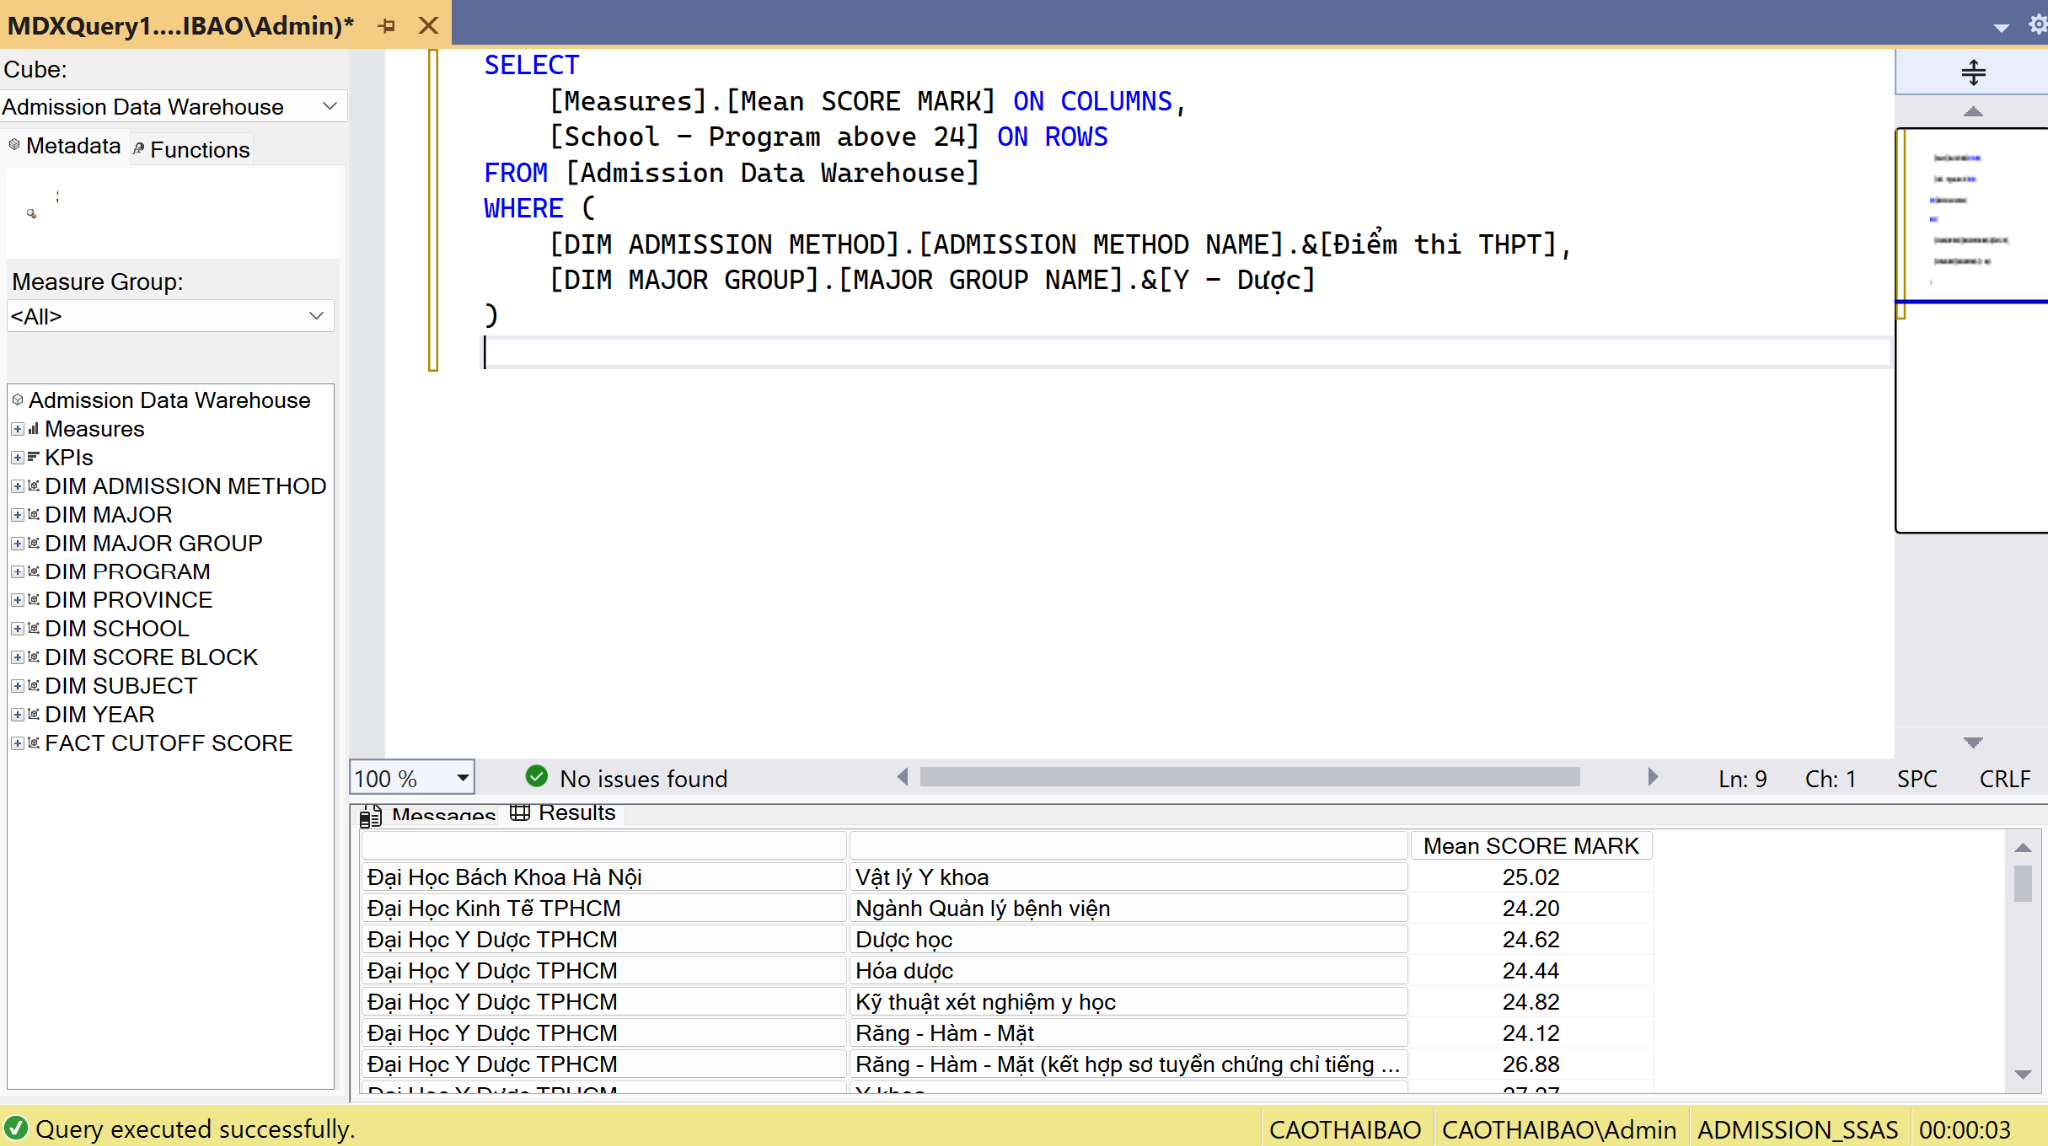 MDXQuery1....IBAO\Admin)*
Cube:
Admission Data Warehouse
Metadata
Functions
Measure Group:
<All>
Admission Data Warehouse
Measures
KPIs
DIM ADMISSION METHOD
DIM MAJOR
DIM MAJOR GROUP
DIM PROGRAM
DIM PROVINCE
DIM SCHOOL
DIM SCORE BLOCK
DIM SUBJECT
DIM YEAR
FACT CUTOFF SCORE
SELECT
[Measures].[Mean SCORE MARK] ON COLUMNS,
[School - Program above 24] ON ROWS
FROM [Admission Data Warehouse]
WHERE (
[DIM ADMISSION METHOD].[ADMISSION METHOD NAME].&[Điểm thi THPT],
[DIM MAJOR GROUP].[MAJOR GROUP NAME].&[Y - Dược]
)
100 %
No issues found
Ln: 9 Ch: 1 SPC CRLF
Messages
Results
Mean SCORE MARK
Đại Học Bách Khoa Hà Nội Vật lý Y khoa 25.02
Đại Học Kinh Tế TPHCM Ngành Quản lý bệnh viện 24.20
Đại Học Y Dược TPHCM Dược học 24.62
Đại Học Y Dược TPHCM Hóa dược 24.44
Đại Học Y Dược TPHCM Kỹ thuật xét nghiệm y học 24.82
Đại Học Y Dược TPHCM Răng - Hàm - Mặt 24.12
Đại Học Y Dược TPHCM Răng - Hàm - Mặt (kết hợp sơ tuyển chứng chỉ tiếng ... 26.88
Đại Học Y Dược TPHCM Y khoa 27.27
Query executed successfully.
CAOTHAIBAO CAOTHAIBAO\Admin ADMISSION_SSAS 00:00:03